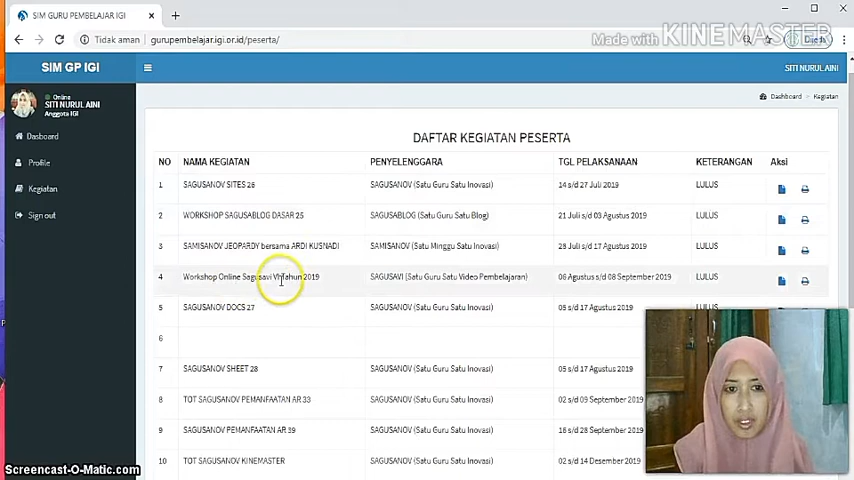 SIM GURU PEMBELAJAR IGI
Tidak aman gurupembelajar.igi.or.id/peserta/
Made with KINEMASTER
SIM GP IGI
SITI NURUL AINI
Online
SITI NURUL AINI
Anggota IGI
Dashboard > Kegiatan
Dasboard
Profile
Kegiatan
Sign out
DAFTAR KEGIATAN PESERTA
NO NAMA KEGIATAN PENYELENGGARA TGL PELAKSANAAN KETERANGAN Aksi
1 SAGUSANOV SITES 26 SAGUSANOV (Satu Guru Satu Inovasi) 14 s/d 27 Juli 2019 LULUS
2 WORKSHOP SAGUSABLOG DASAR 25 SAGUSABLOG (Satu Guru Satu Blog) 21 Juli s/d 03 Agustus 2019 LULUS
3 SAMISANOV JEOPARDY bersama ARDI KUSNADI SAMISANOV (Satu Minggu Satu Inovasi) 28 Juli s/d 17 Agustus 2019 LULUS
4 Workshop Online Sagusavi Tahun 2019 SAGUSAVI (Satu Guru Satu Video Pembelajaran) 06 Agustus s/d 08 September 2019 LULUS
5 SAGUSANOV DOCS 27 SAGUSANOV (Satu Guru Satu Inovasi) 05 s/d 17 Agustus 2019
6
7 SAGUSANOV SHEET 28 SAGUSANOV (Satu Guru Satu Inovasi) 05 s/d 17 Agustus 2019
8 TOT SAGUSANOV PEMANFAATAN AR 33 SAGUSANOV (Satu Guru Satu Inovasi) 02 s/d 09 September 2019
9 SAGUSANOV PEMANFAATAN AR 39 SAGUSANOV (Satu Guru Satu Inovasi) 16 s/d 28 September 2019
10 TOT SAGUSANOV KINEMASTER SAGUSANOV (Satu Guru Satu Inovasi) 02 s/d 14 Desember 2019
Screencast-O-Matic.com